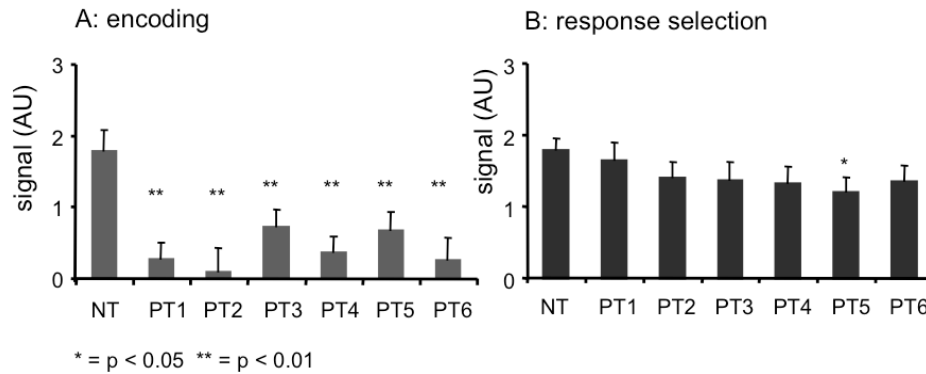 A: encoding
signal (AU)
3
2
1
0
** ** ** ** ** **
NT PT1 PT2 PT3 PT4 PT5 PT6
* = p < 0.05 ** = p < 0.01
B: response selection
signal (AU)
3
2
1
0
*
NT PT1 PT2 PT3 PT4 PT5 PT6